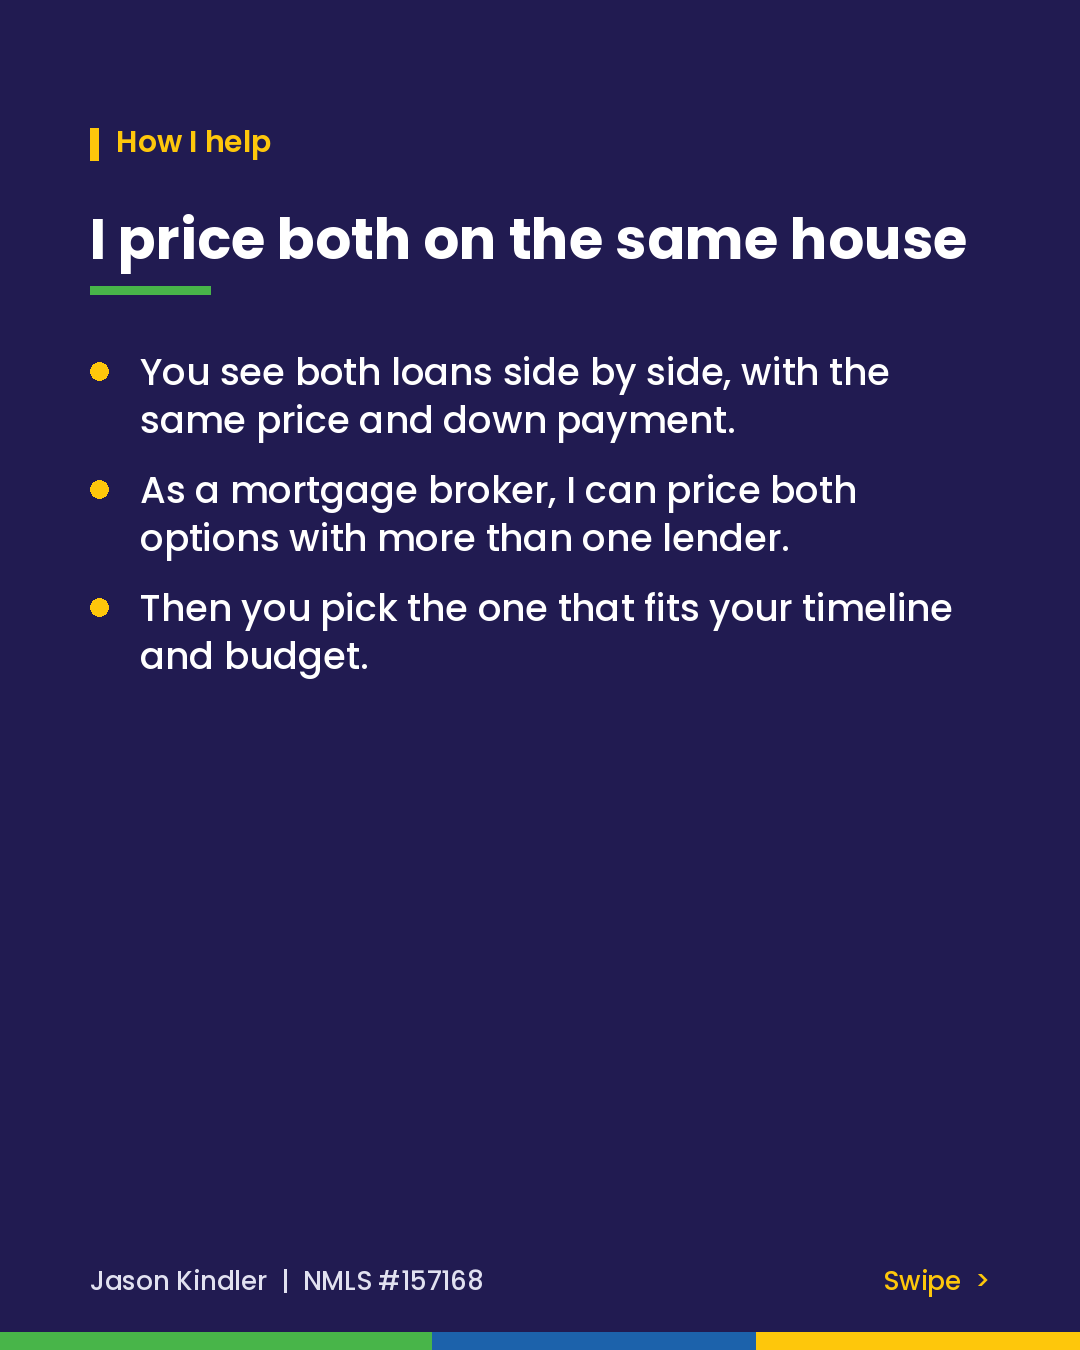 How I help
I price both on the same house
You see both loans side by side, with the
same price and down payment.
As a mortgage broker, I can price both
options with more than one lender.
Then you pick the one that fits your timeline
and budget.
Jason Kindler | NMLS #157168
Swipe >